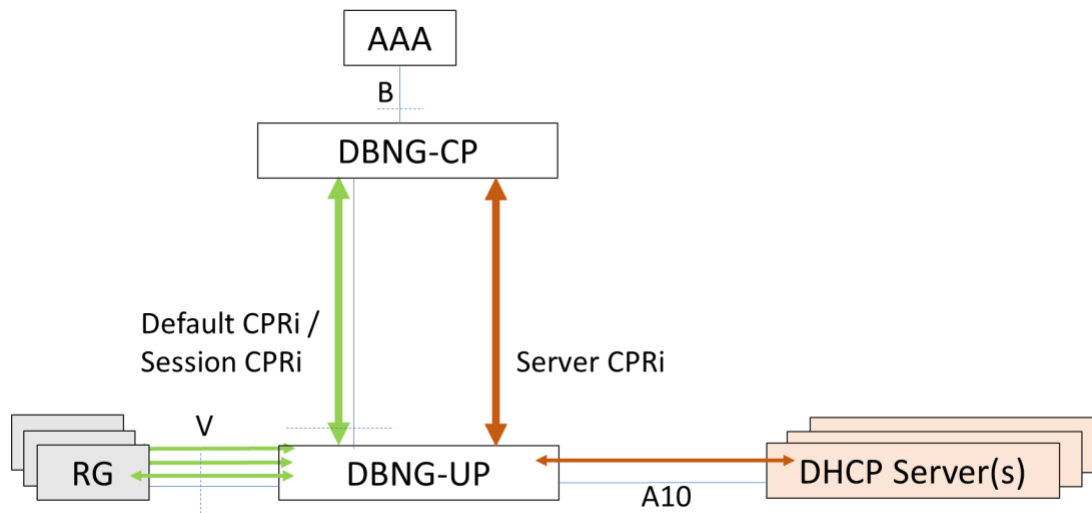 AAA
B
DBNG-CP
Default CPRi /
Session CPRi
Server CPRi
V
RG
DBNG-UP
A10
DHCP Server(s)